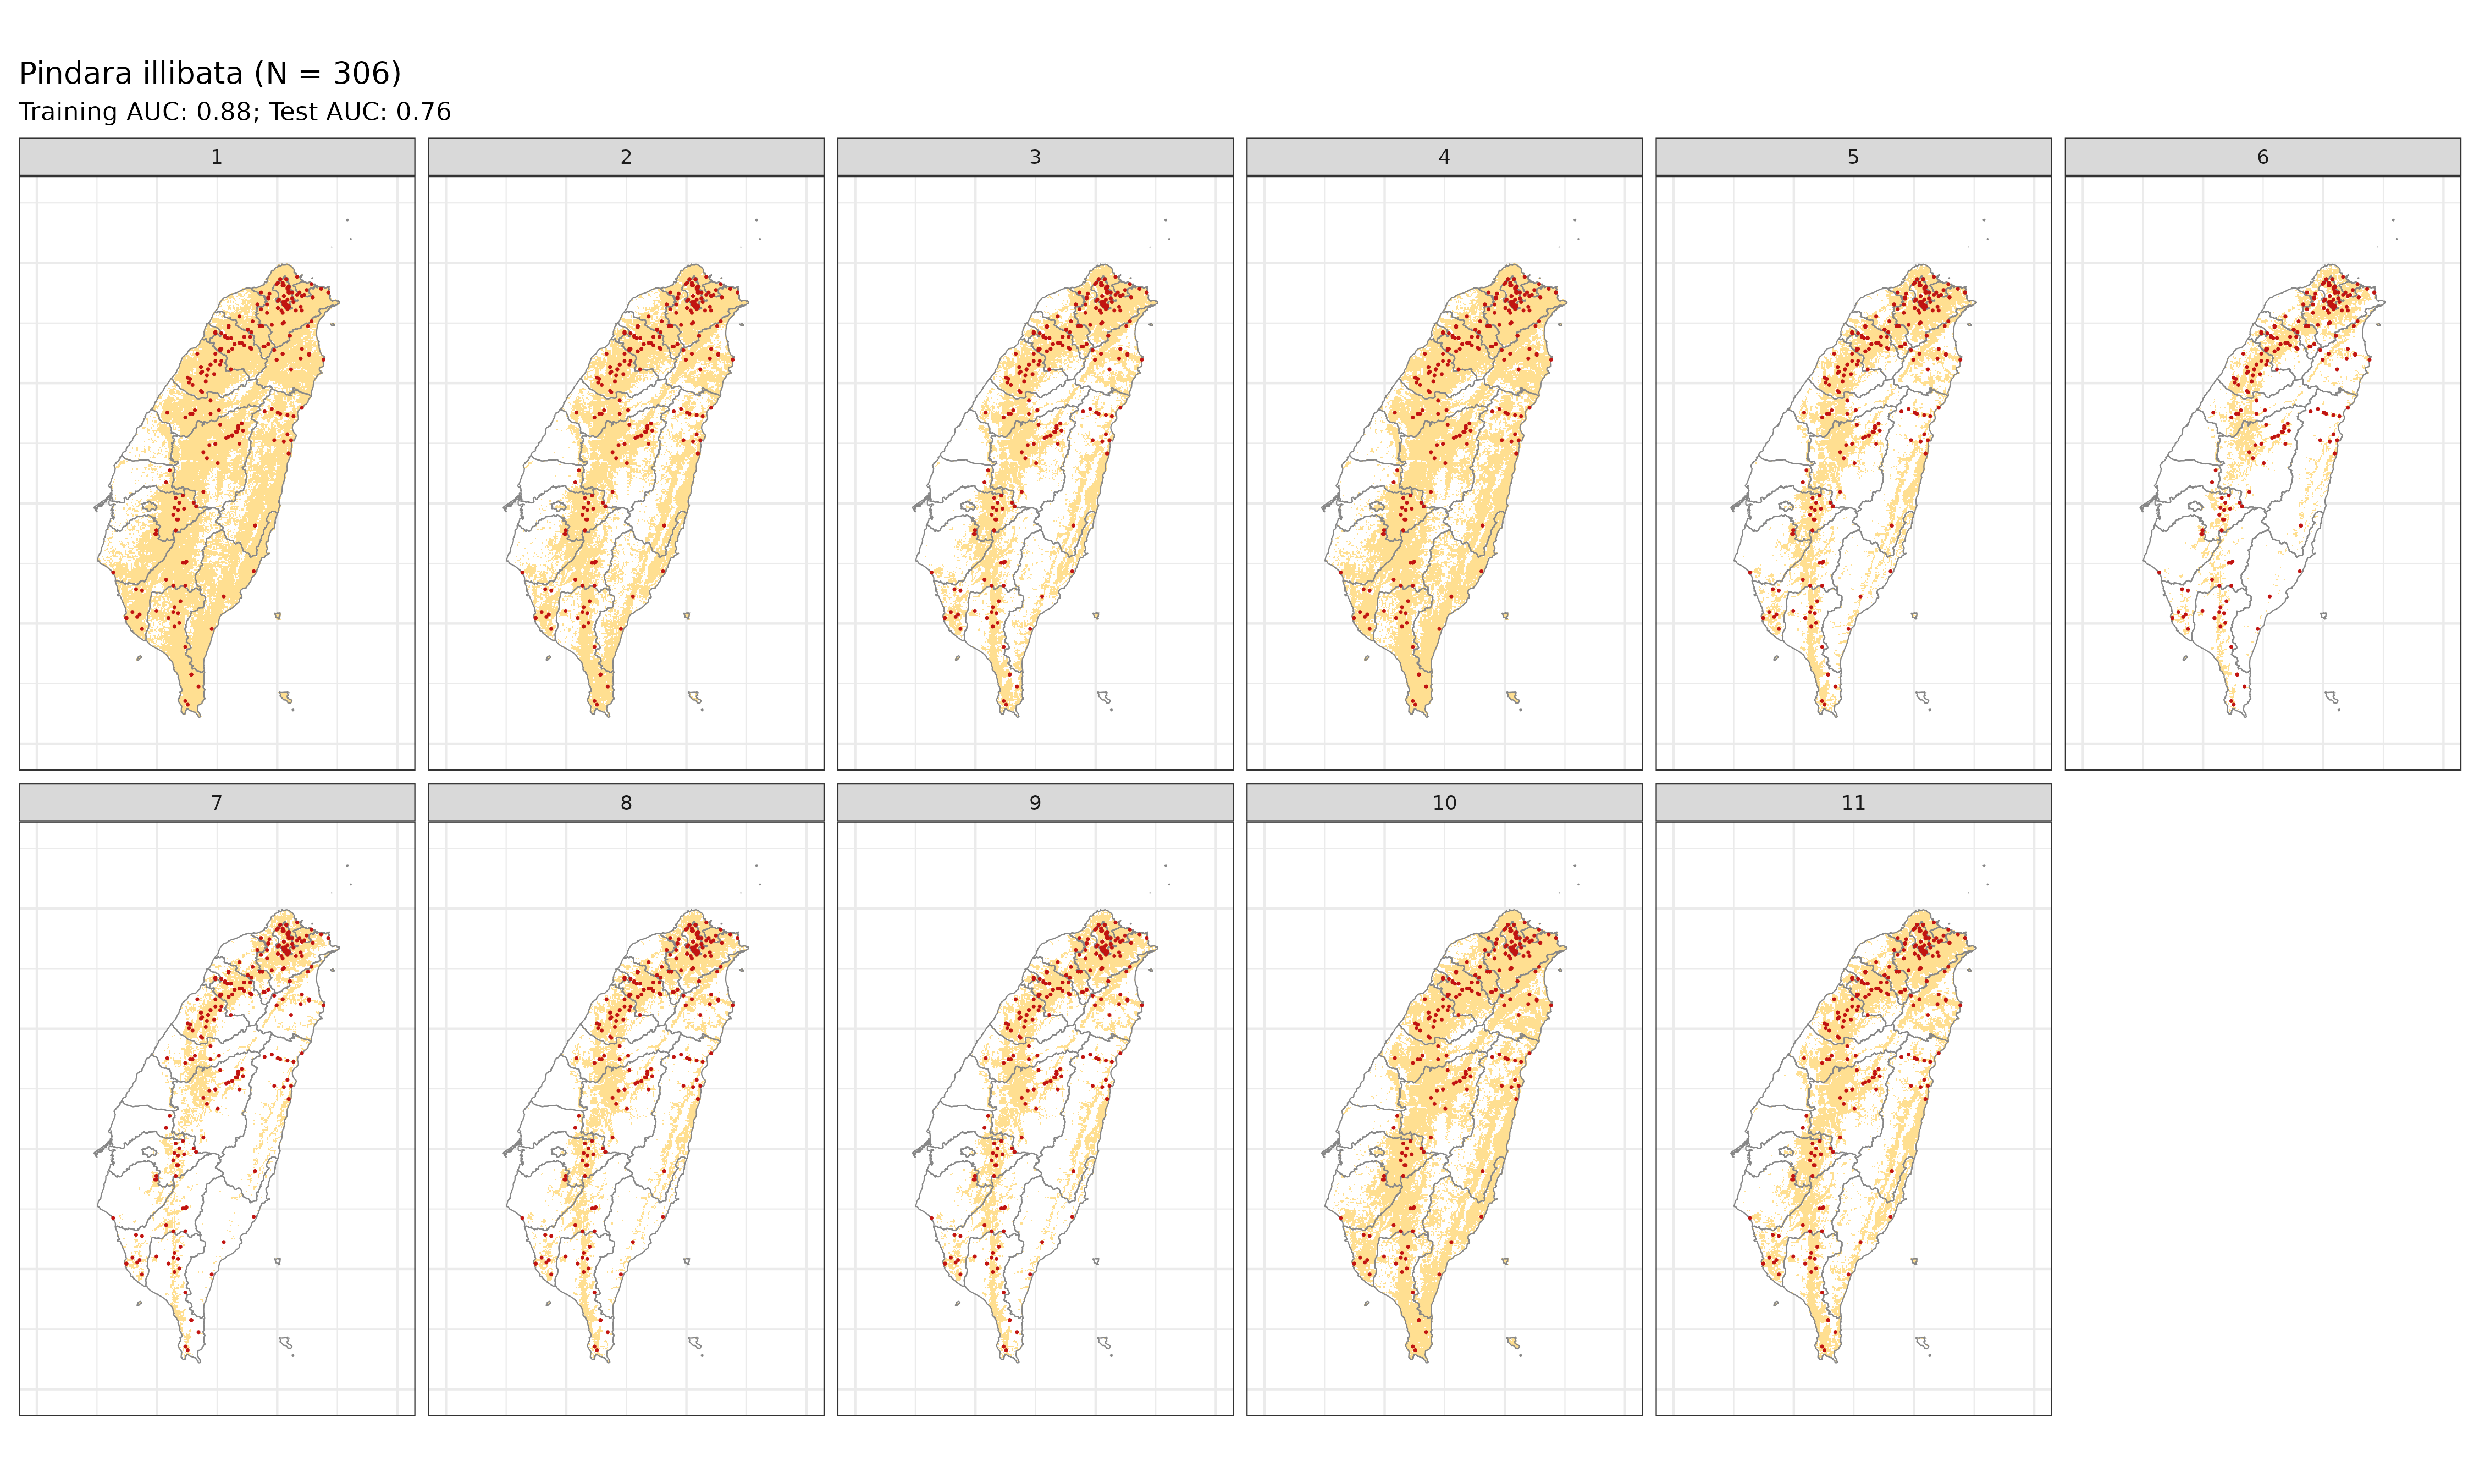 Pindara illibata (N = 306)
Training AUC: 0.88; Test AUC: 0.76
1 2 3 4 5 6
7 8 9 10 11